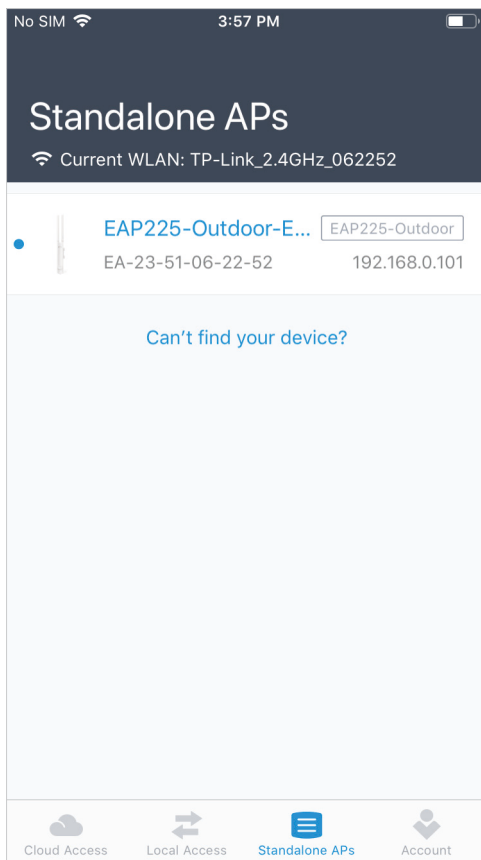 No SIM 3:57 PM
Standalone APs
Current WLAN: TP-Link_2.4GHz_062252
EAP225-Outdoor-E... EAP225-Outdoor
EA-23-51-06-22-52 192.168.0.101
Can't find your device?
Cloud Access Local Access Standalone APs Account